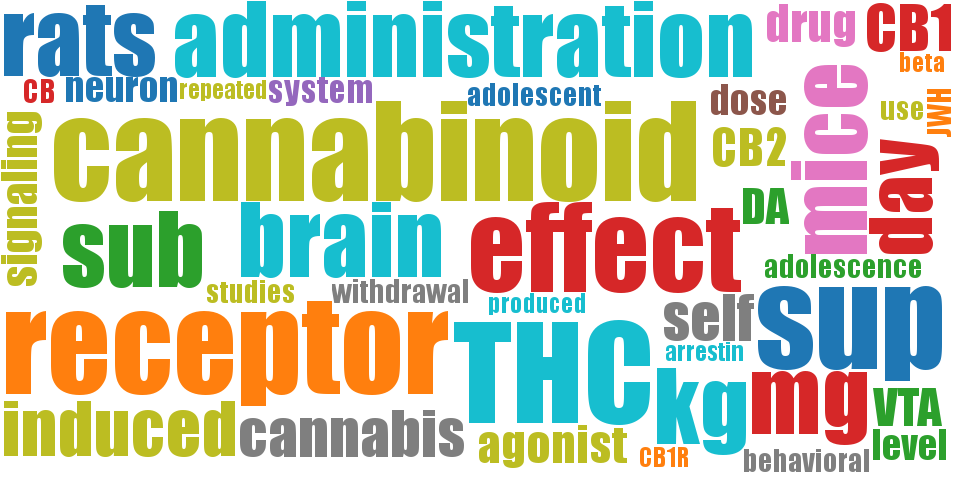 rats
administration
drug
CB1
beta
CB
neuron
repeated
system
adolescent
dose
use
JWH
mice
signaling
cannabinoid
CB2
day
sub
brain
effect
DA
adolescence
studies
withdrawal
produced
self
sup
receptor
THC
arrestin
kg
mg
VTA
induced
cannabis
agonist
CB1R
behavioral
level